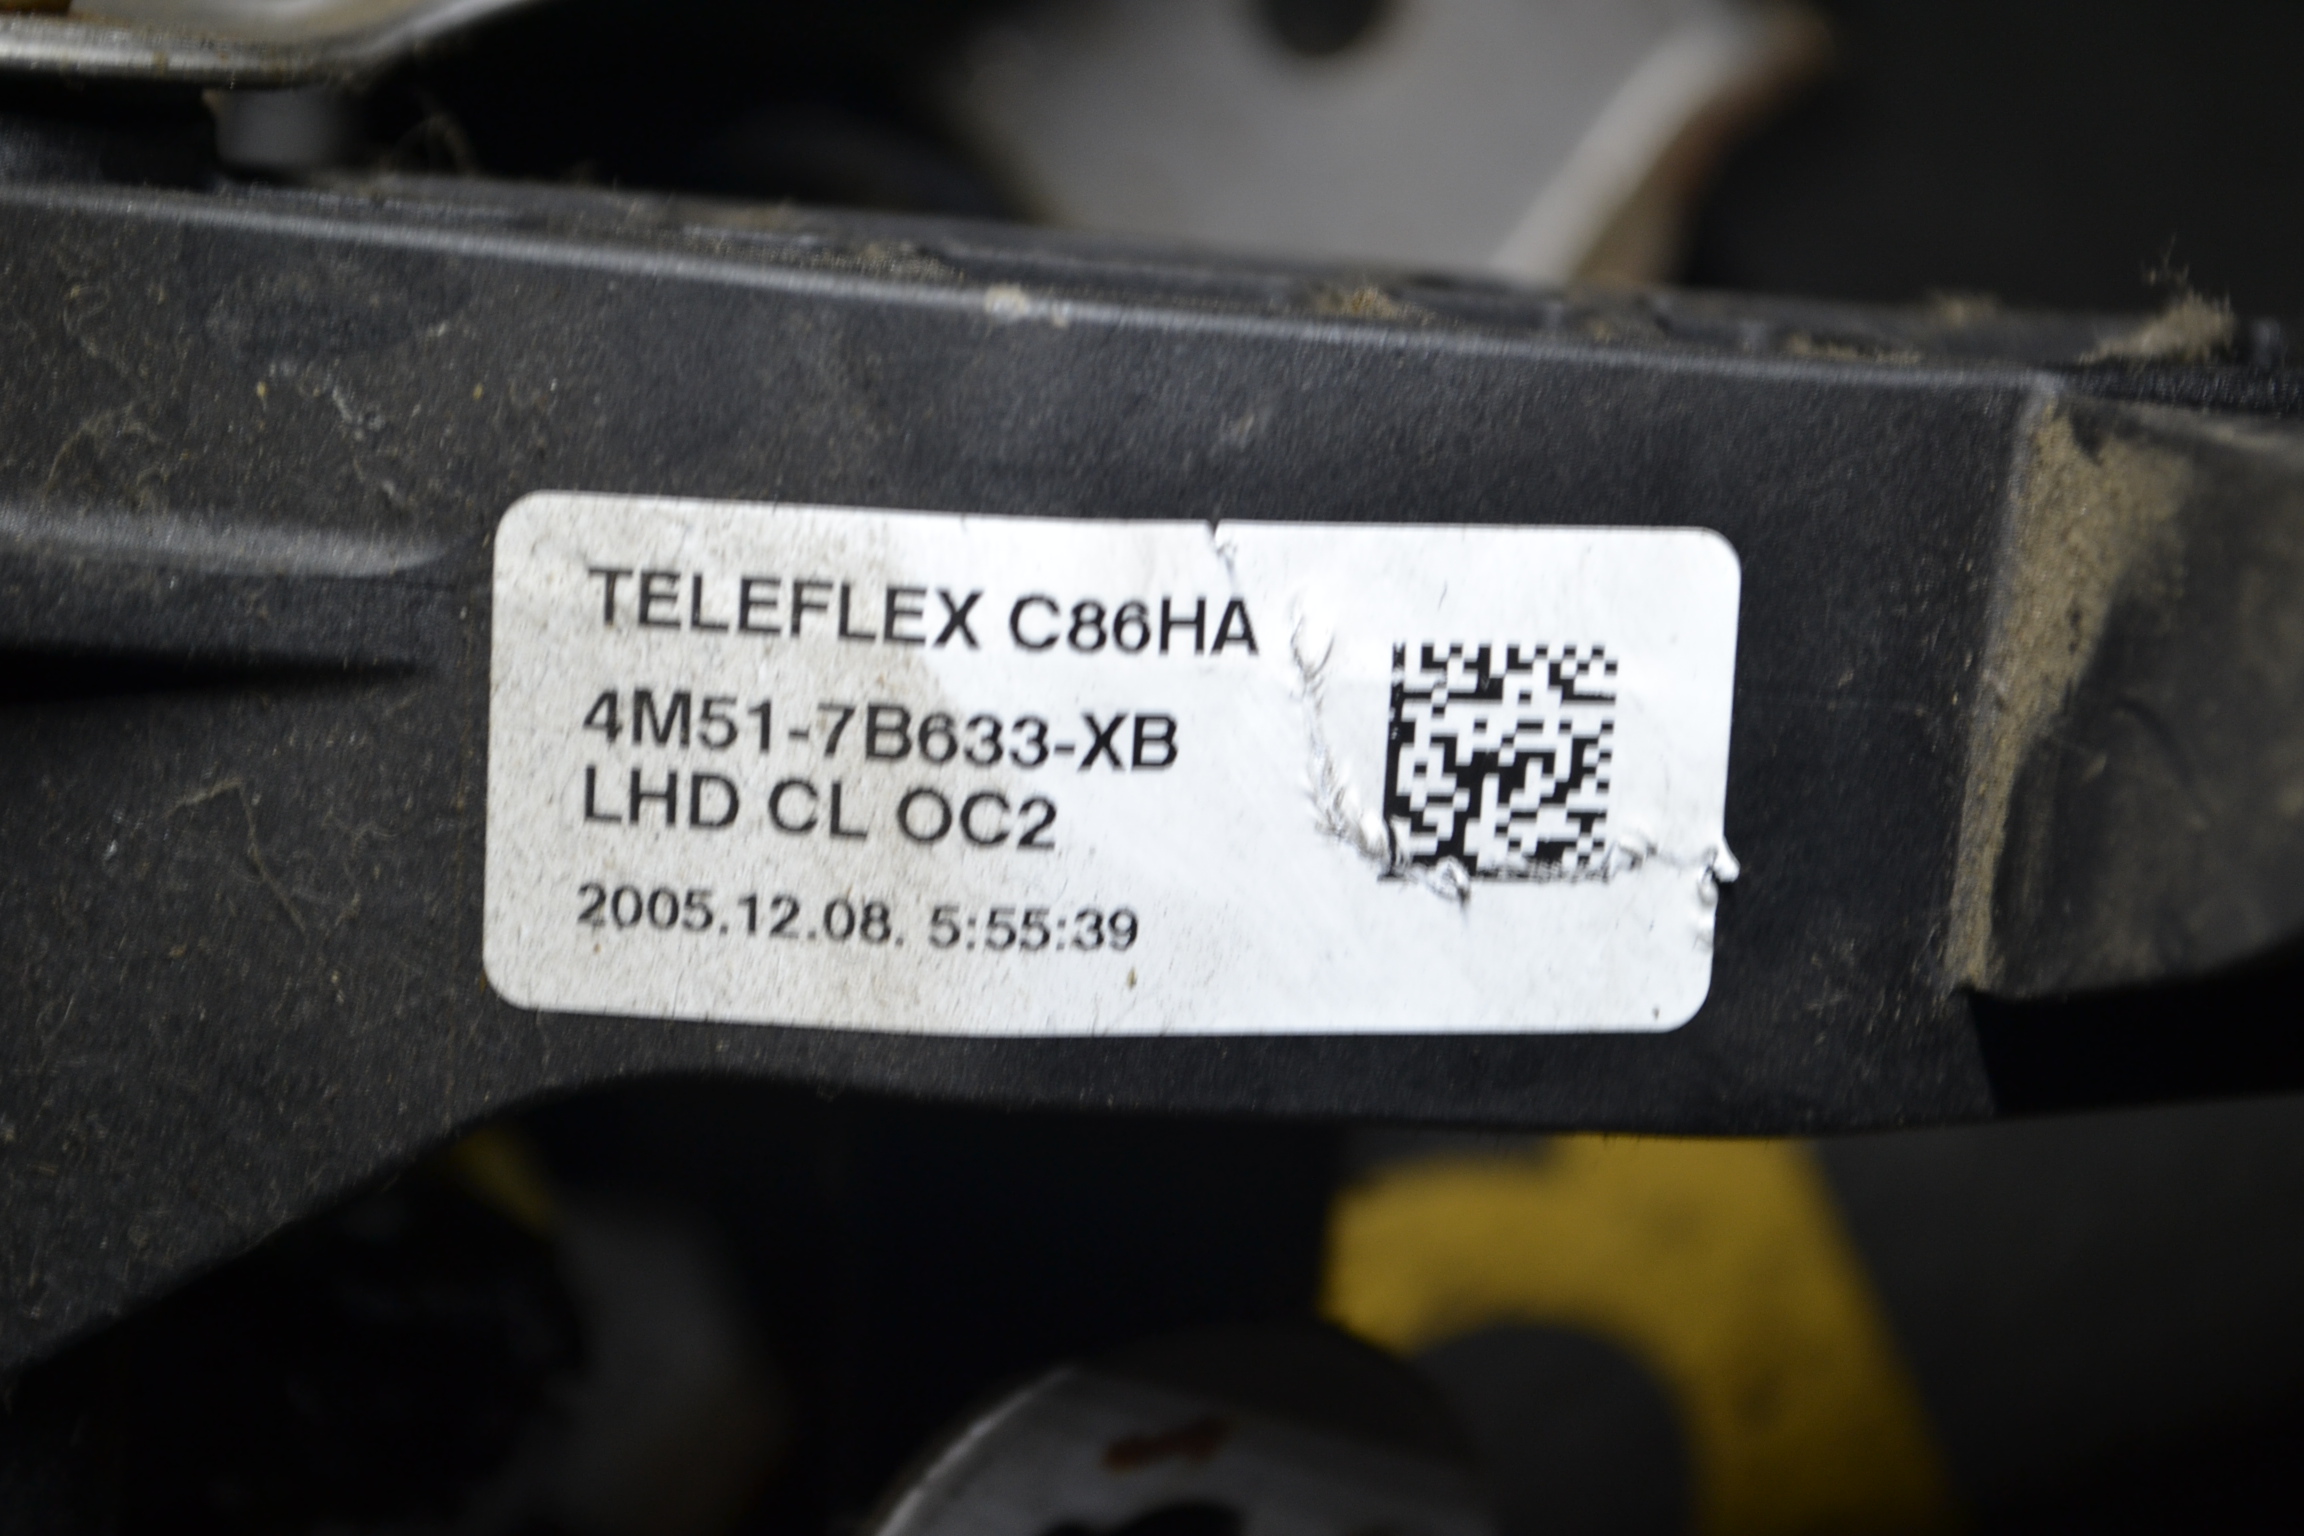 TELEFLEX C86HA
4M51-7B633-XB
LHD CL OC2
2005.12.08. 5:55:39